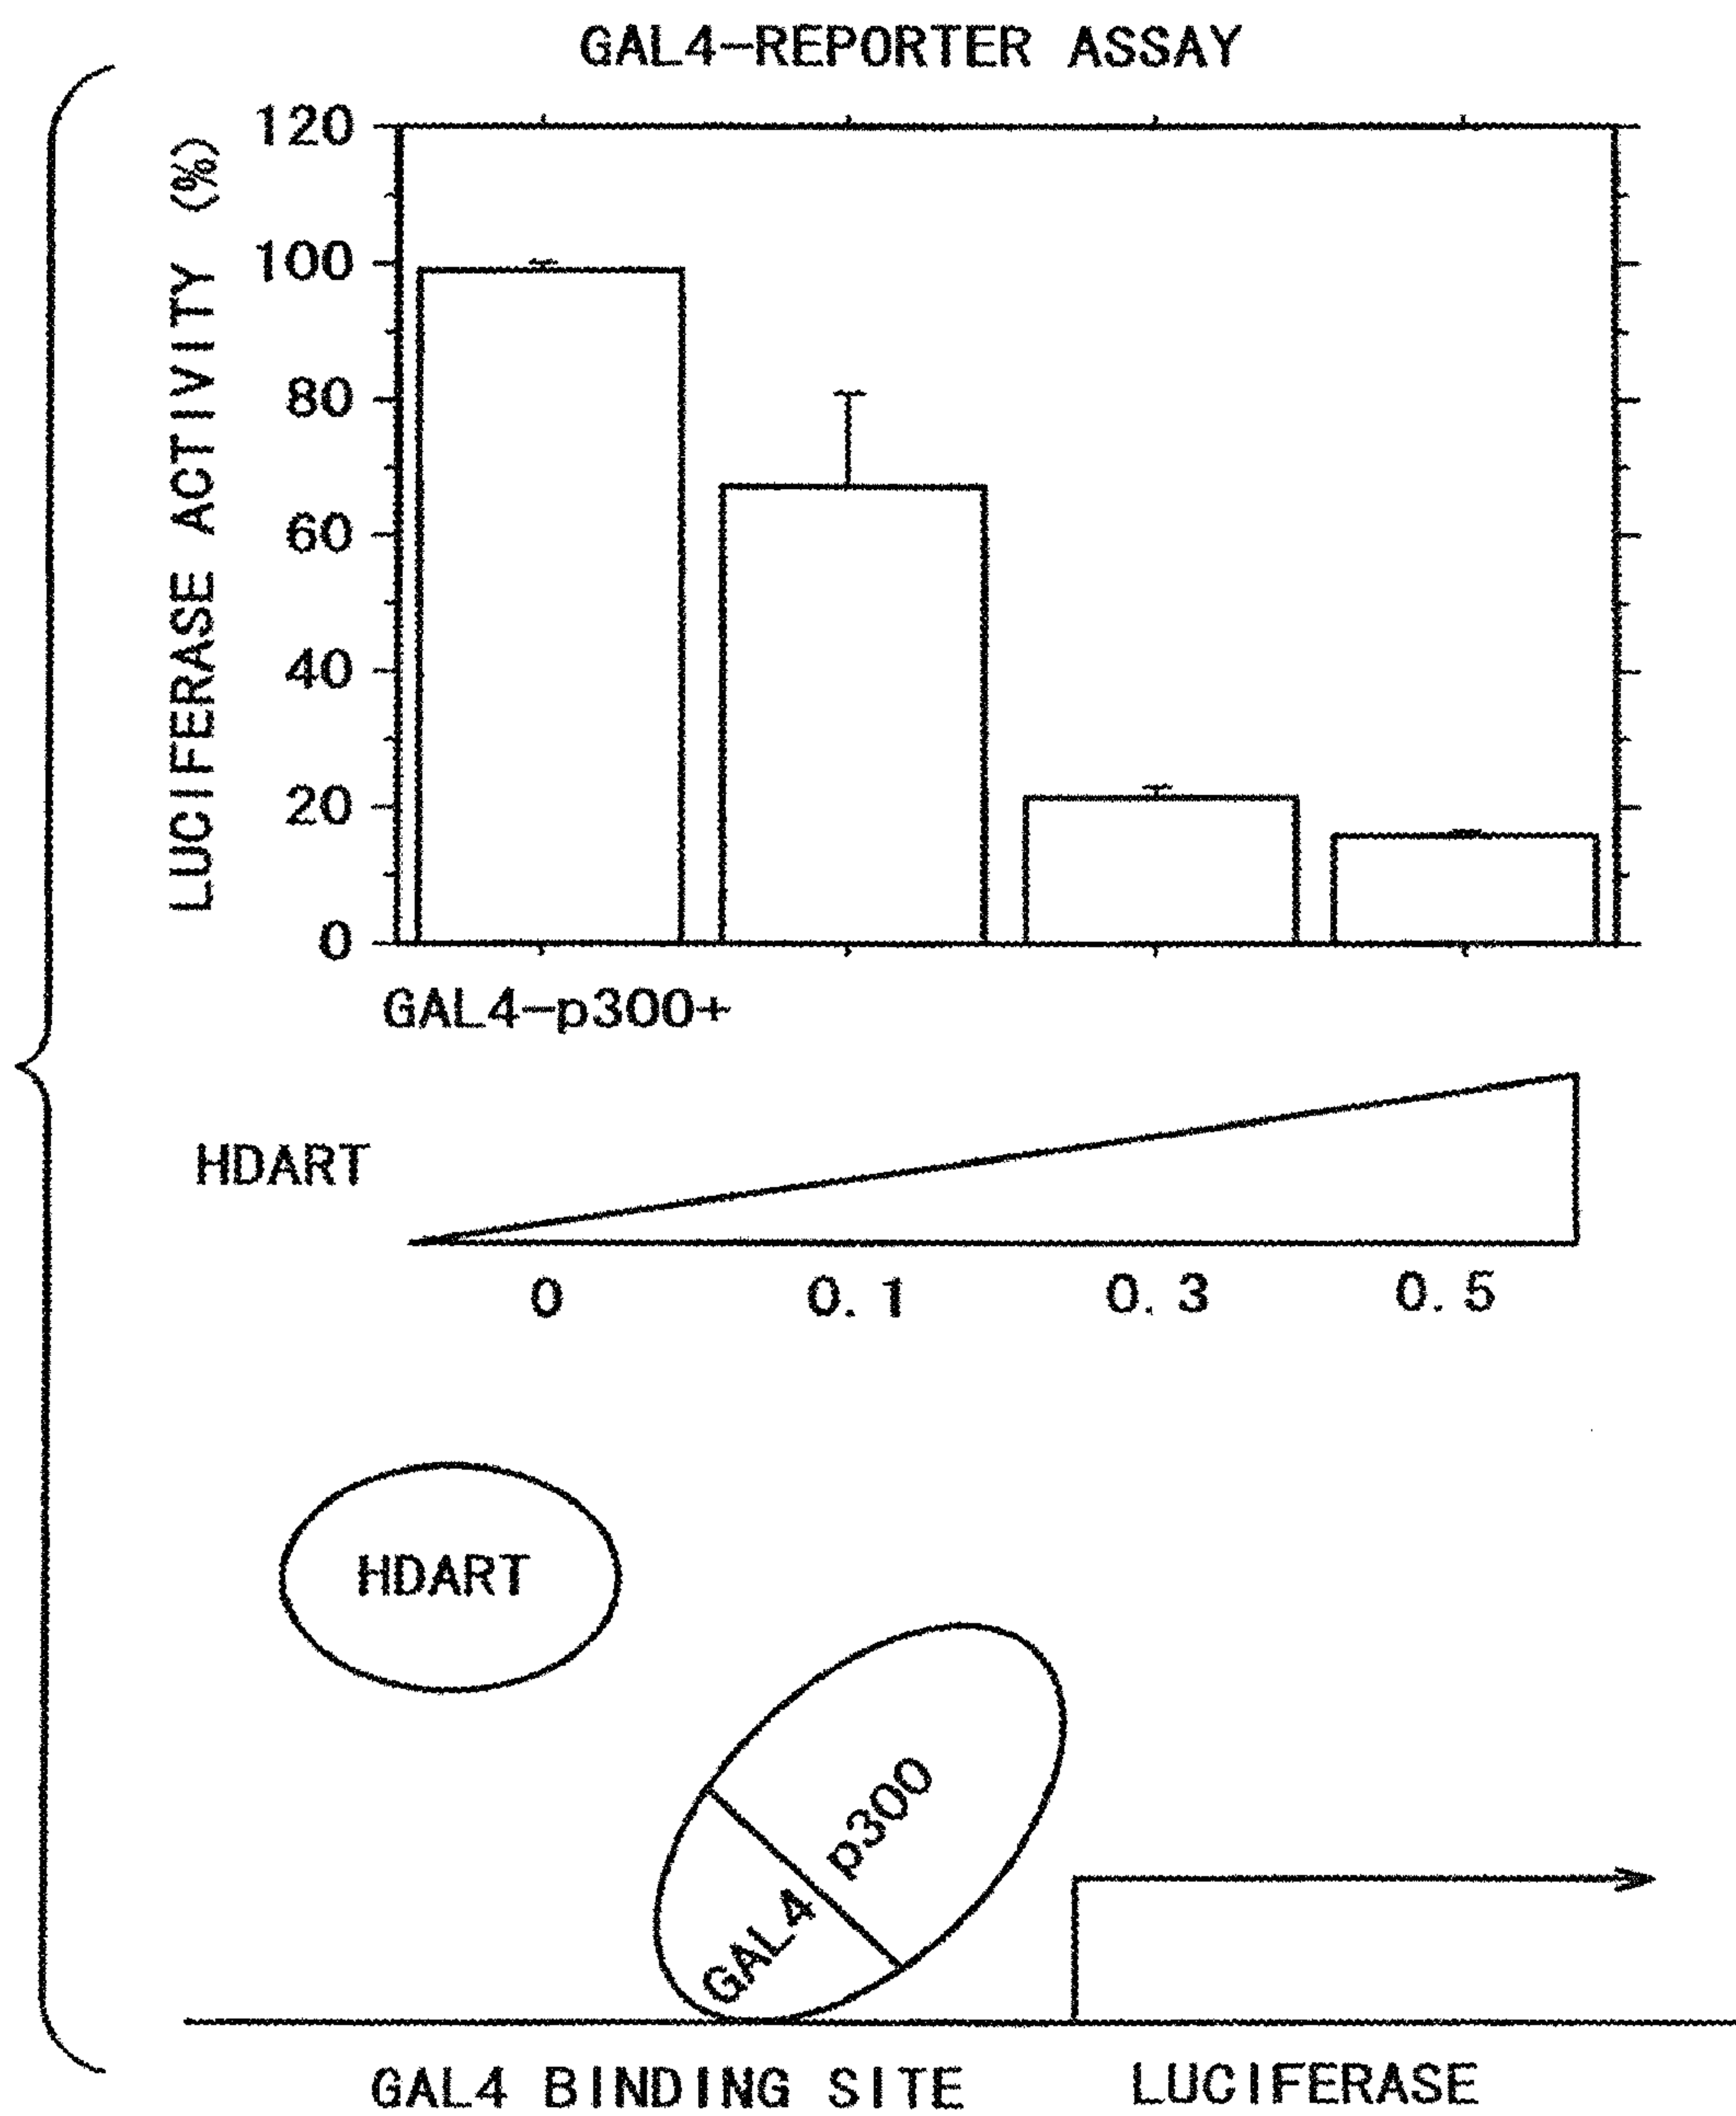 GAL4-REPORTER ASSAY
LUCIFERASE ACTIVITY (%)
120
100
80
60
40
20
0
GAL4-p300+
HDART
0 0.1 0.3 0.5
HDART
p300
GAL4
GAL4 BINDING SITE LUCIFERASE